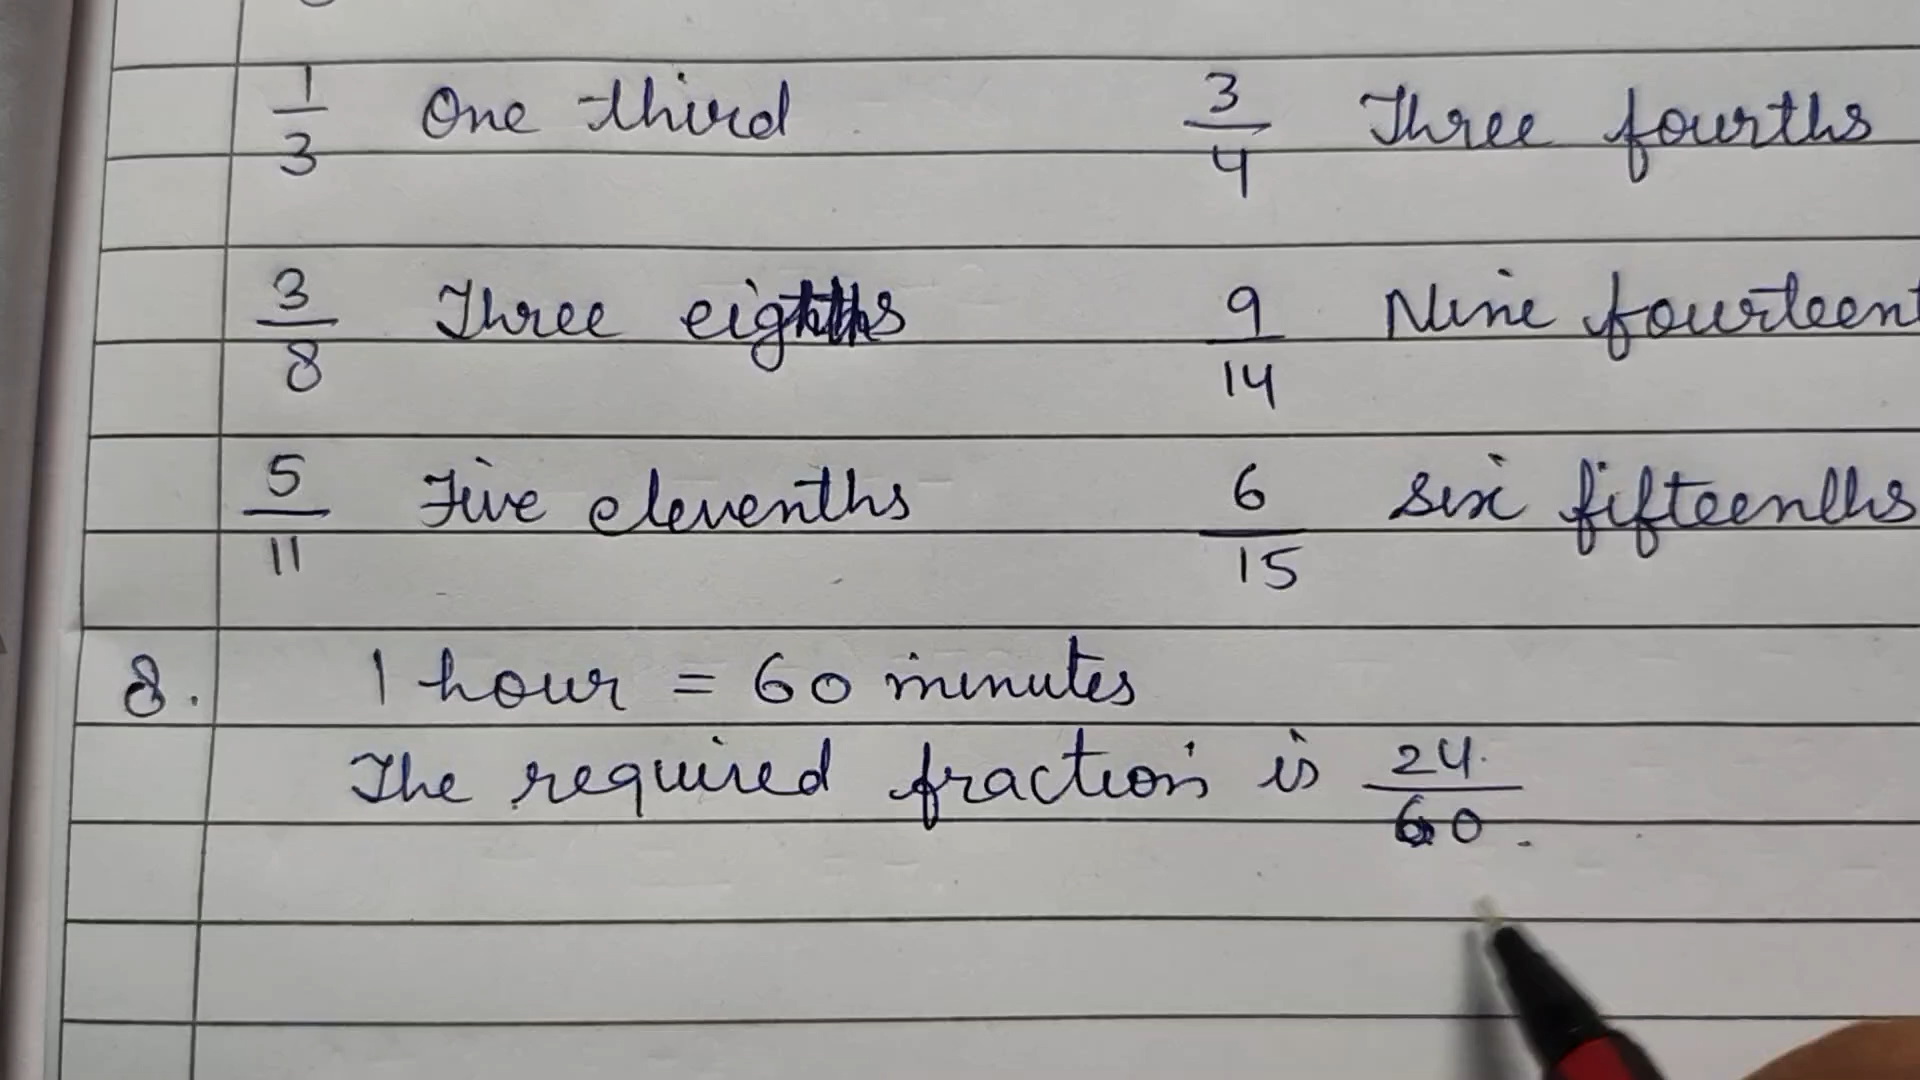 1/3 One third 3/4 Three fourths
3/8 Three eighths 9/14 Nine fourteent
5/11 Five elevenths 6/15 six fifteenths
8. 1 hour = 60 minutes
The required fraction is 24/60.